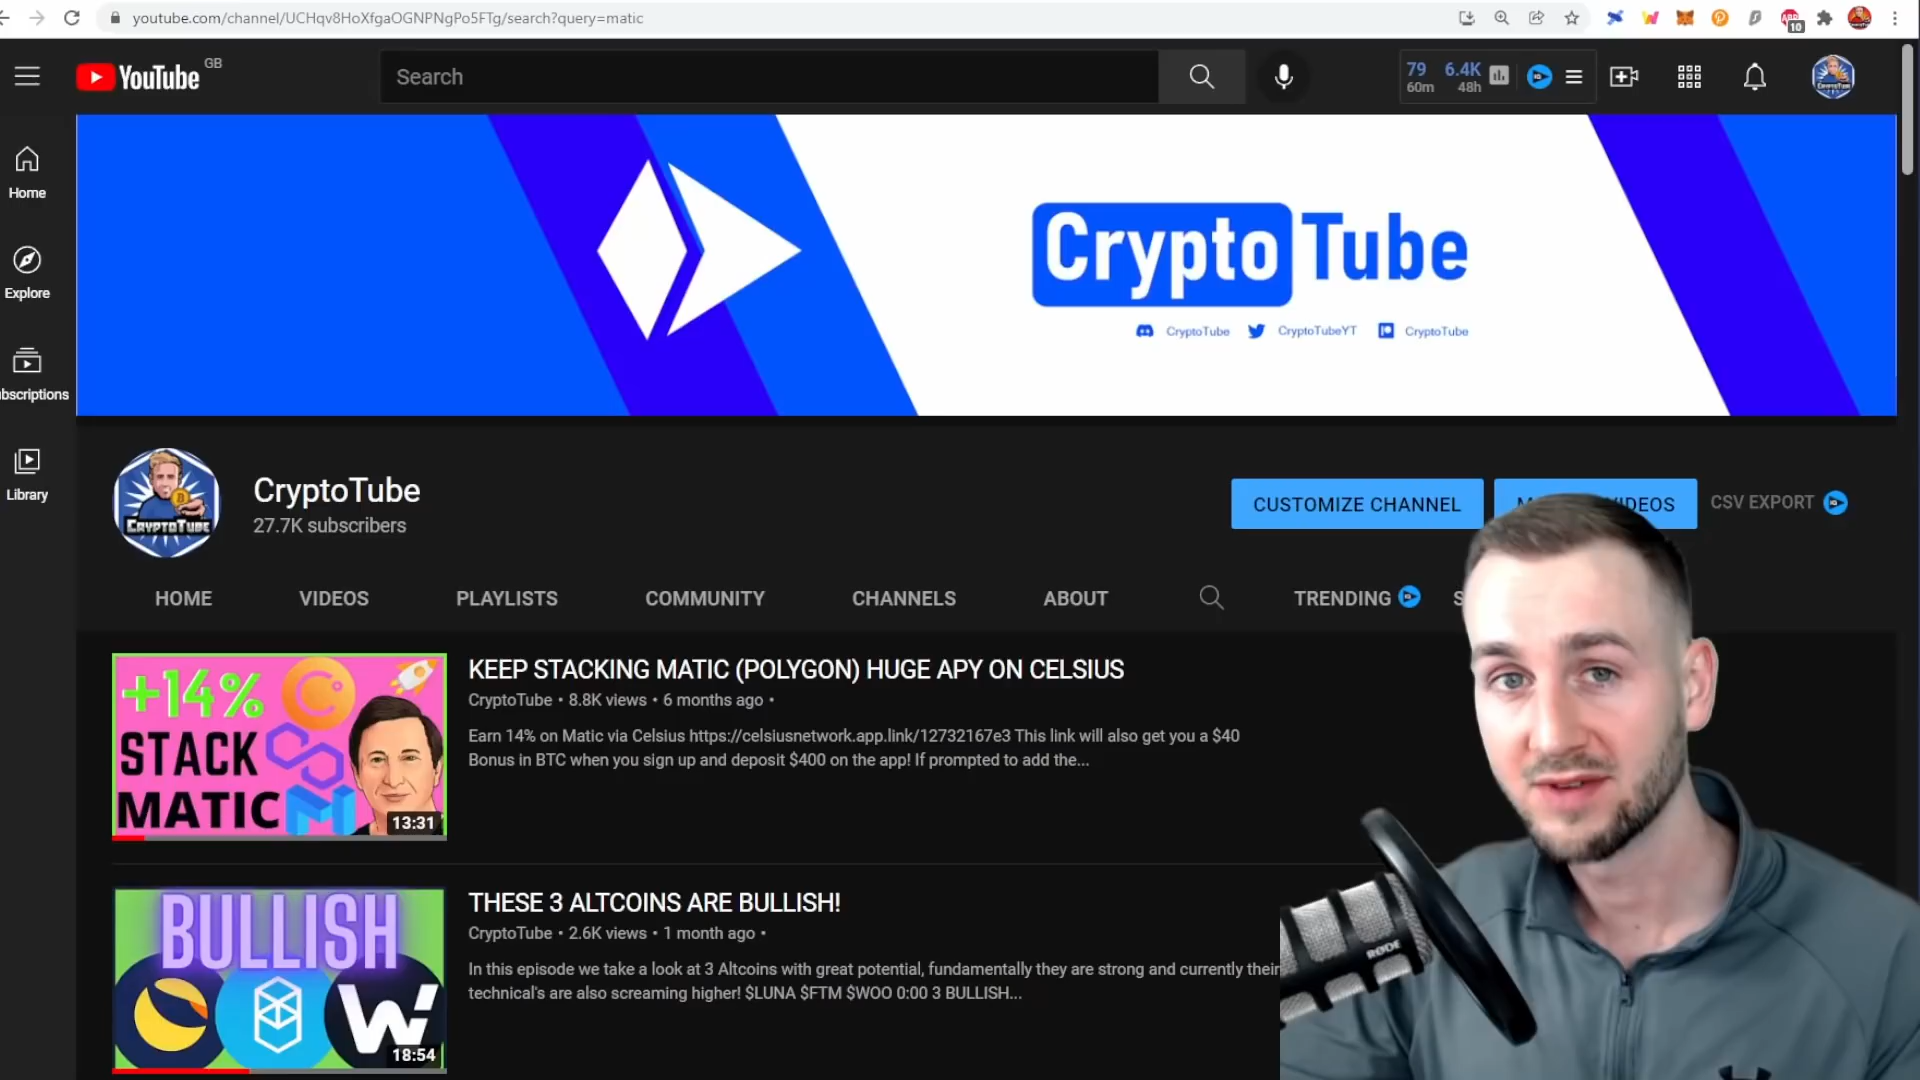 youtube.com/channel/UCHqv8HoXfgaOGNPNgPo5FTg/search?query=matic
10
YouTube GB
Search
79 6.4K
60m 48h
Home
Explore
bscriptions
Library
Crypto Tube
CryptoTube CryptoTubeYT CryptoTube
CRYPTOTUBE
CryptoTube
27.7K subscribers
CUSTOMIZE CHANNEL
DEOS
CSV EXPORT
HOME VIDEOS PLAYLISTS COMMUNITY CHANNELS ABOUT TRENDING S
+14%
STACK
MATIC
13:31
KEEP STACKING MATIC (POLYGON) HUGE APY ON CELSIUS
CryptoTube • 8.8K views • 6 months ago •
Earn 14% on Matic via Celsius https://celsiusnetwork.app.link/12732167e3 This link will also get you a $40
Bonus in BTC when you sign up and deposit $400 on the app! If prompted to add the...
BULLISH
18:54
THESE 3 ALTCOINS ARE BULLISH!
CryptoTube • 2.6K views • 1 month ago •
In this episode we take a look at 3 Altcoins with great potential, fundamentally they are strong and currently their
technical's are also screaming higher! $LUNA $FTM $WOO 0:00 3 BULLISH...
RØDE